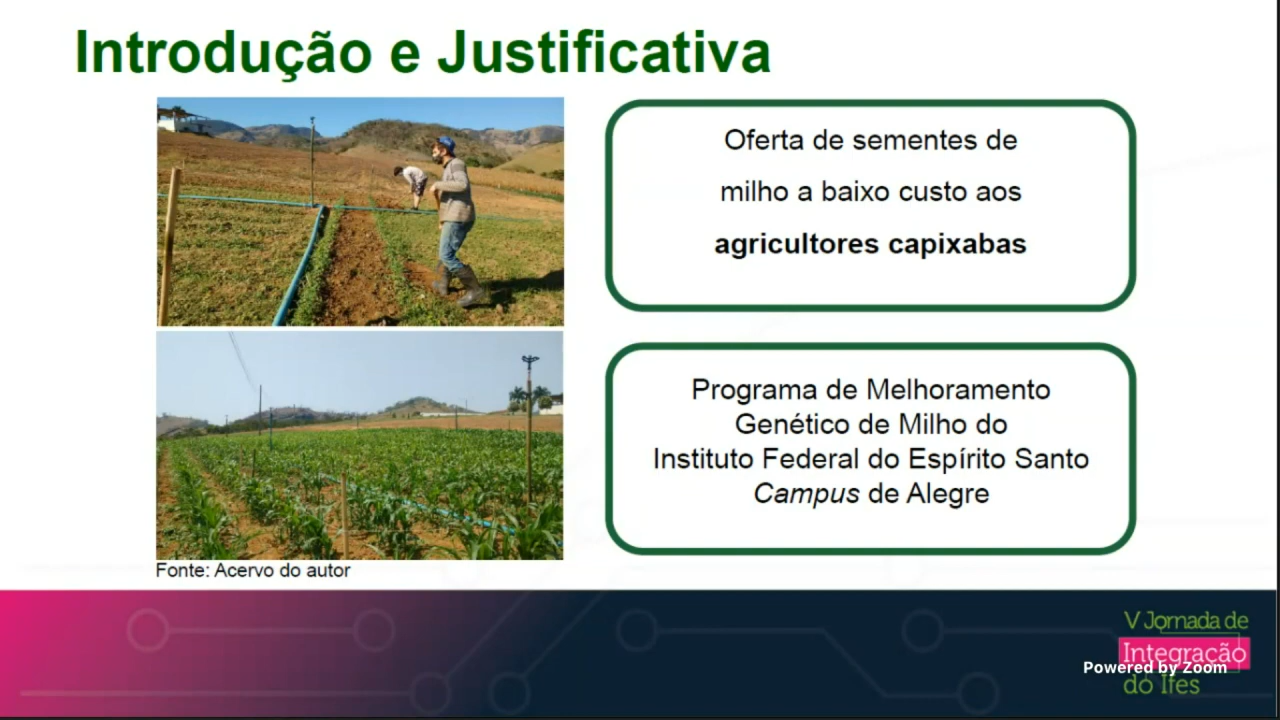 Introdução e Justificativa
Oferta de sementes de
milho a baixo custo aos
agricultores capixabas
Programa de Melhoramento
Genético de Milho do
Instituto Federal do Espírito Santo
Campus de Alegre
Fonte: Acervo do autor
V Jornada de
Integração
Powered by Zoom
do Ifes